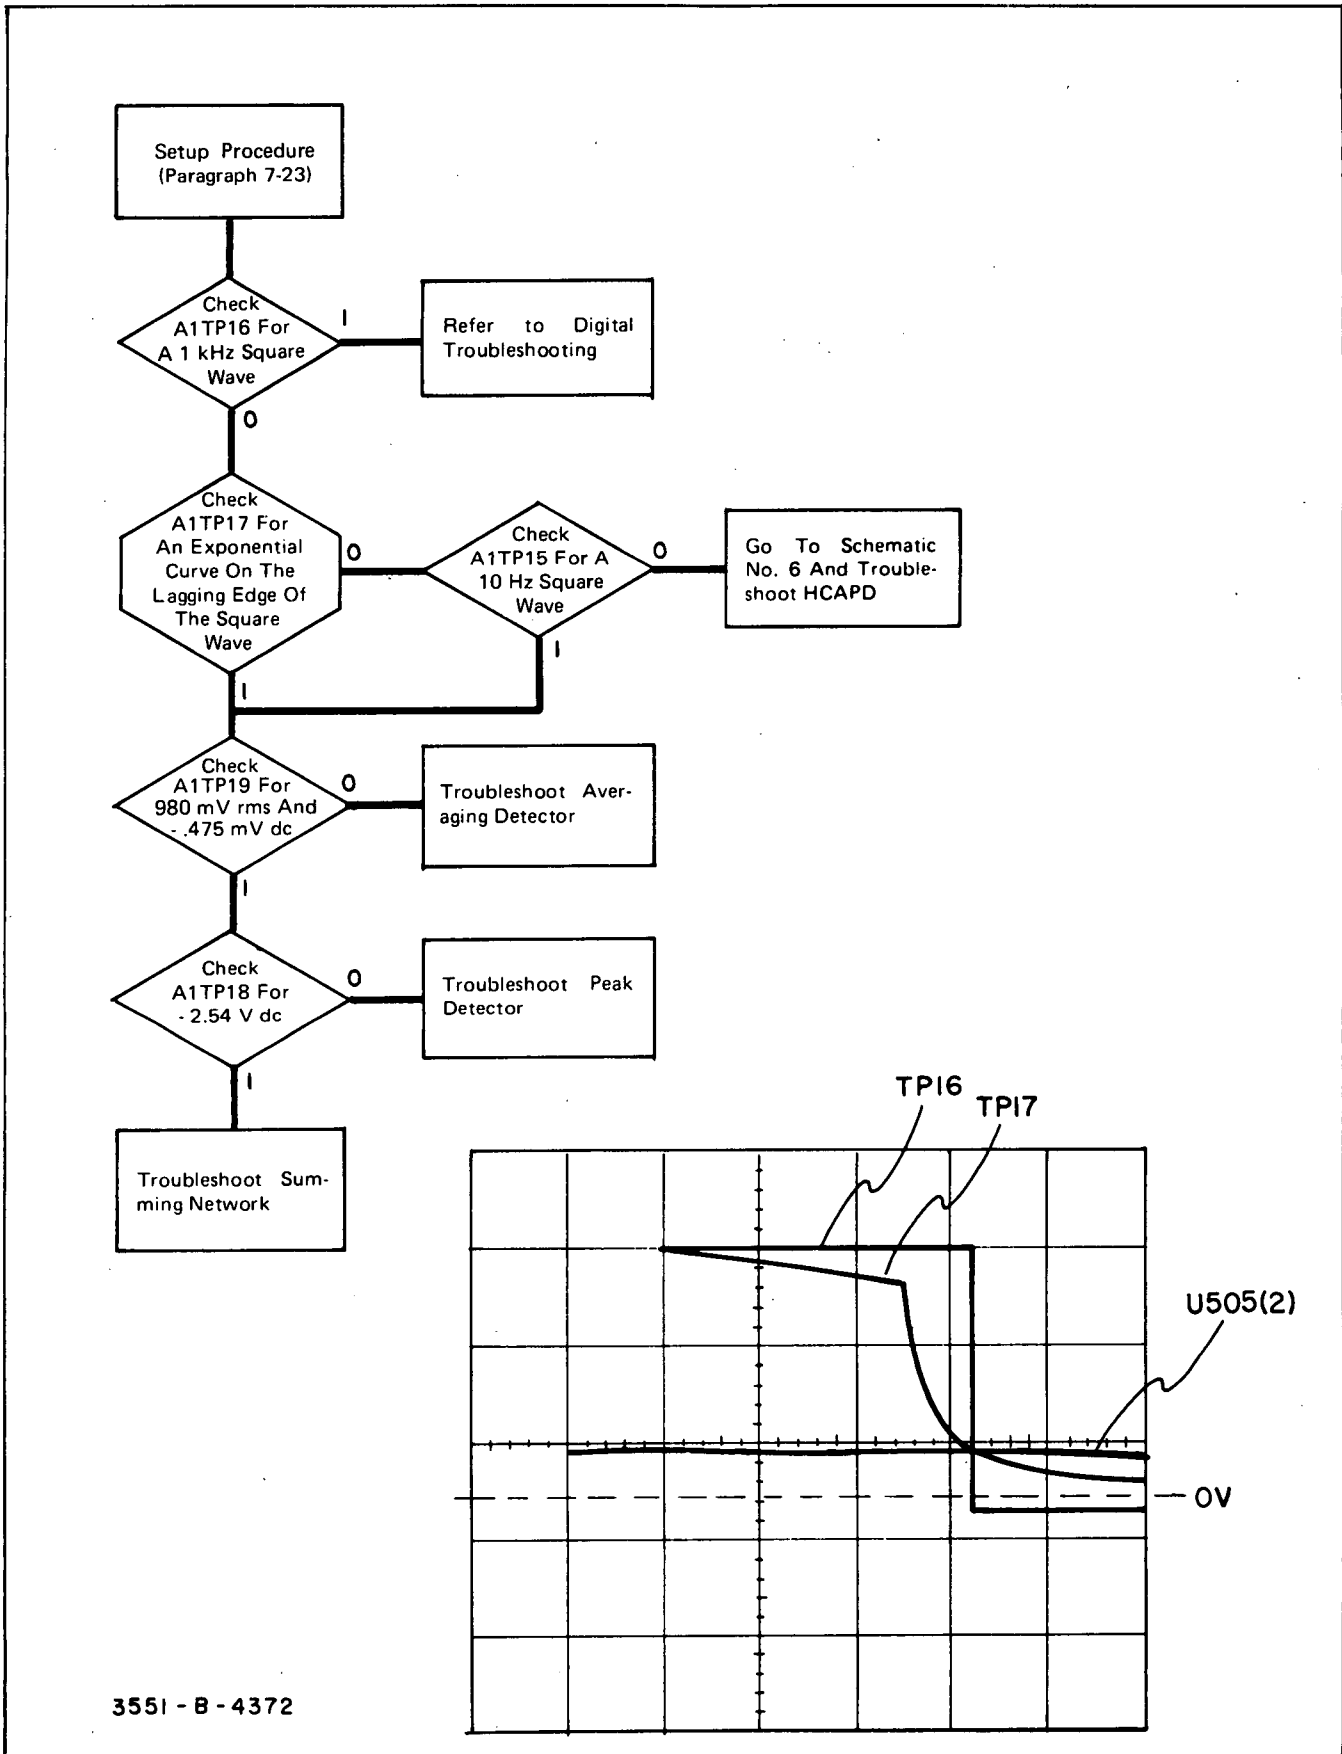 Setup Procedure
(Paragraph 7-23)
Check
A1TP16 For
A 1 kHz Square
Wave
1
Refer to Digital
Troubleshooting
0
Check
A1TP17 For
An Exponential
Curve On The
Lagging Edge Of
The Square
Wave
0
Check
A1TP15 For A
10 Hz Square
Wave
0
Go To Schematic
No. 6 And Trouble-
shoot HCAPD
1
1
Check
A1TP19 For
980 mV rms And
- .475 mV dc
0
Troubleshoot Aver-
aging Detector
1
Check
A1TP18 For
- 2.54 V dc
0
Troubleshoot Peak
Detector
1
Troubleshoot Sum-
ming Network
TP16
TP17
U505(2)
0V
3551-B-4372